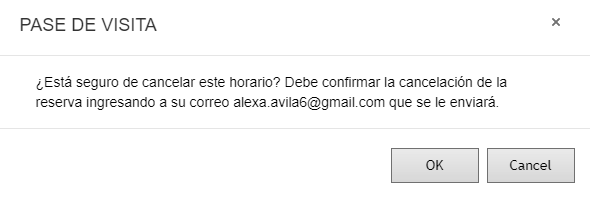 PASE DE VISITA
×
¿Está seguro de cancelar este horario? Debe confirmar la cancelación de la
reserva ingresando a su correo alexa.avila6@gmail.com que se le enviará.
OK
Cancel